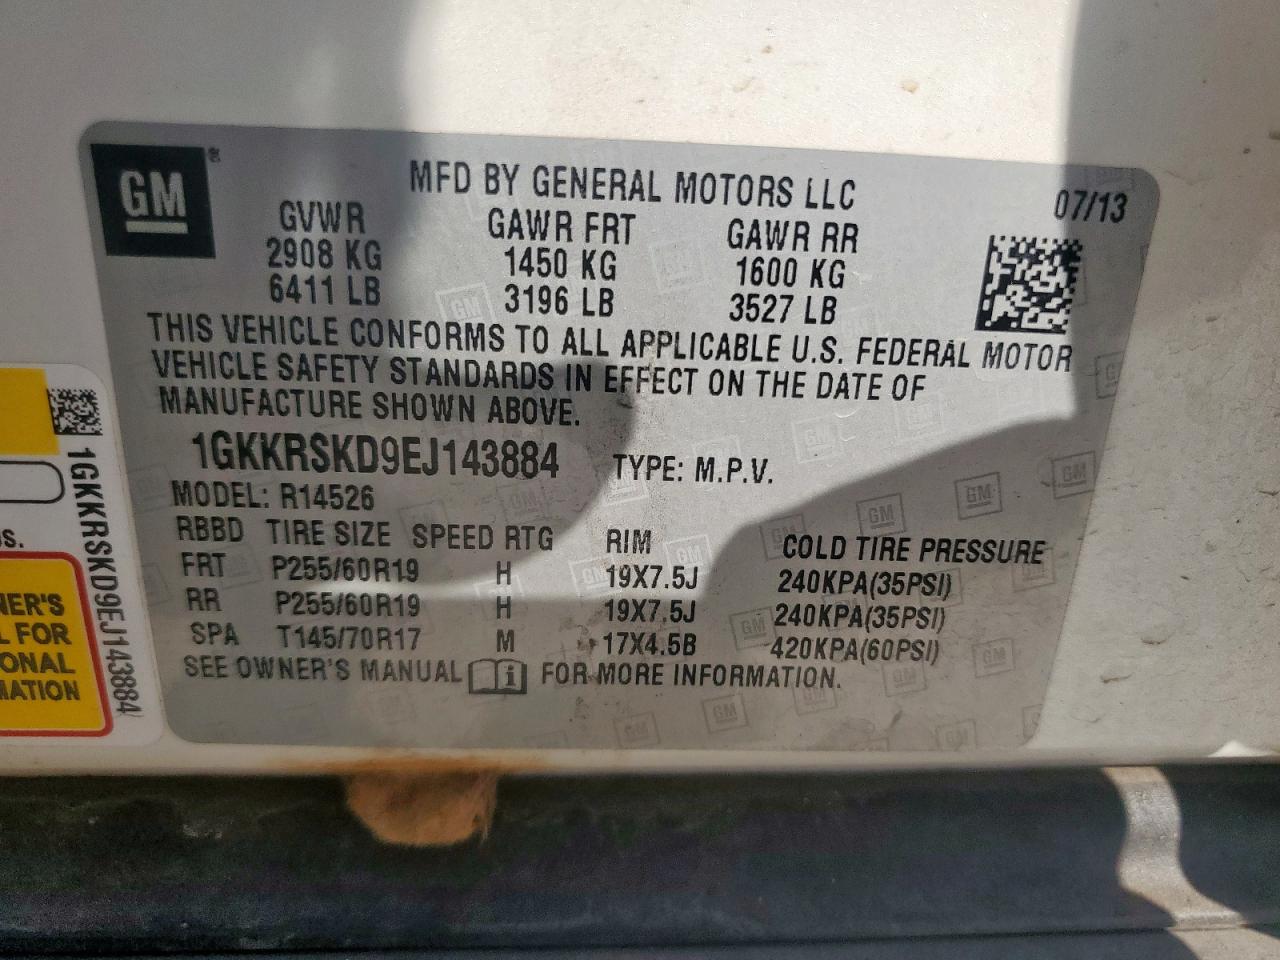 GM ®
MFD BY GENERAL MOTORS LLC 07/13
GVWR GAWR FRT GAWR RR
2908 KG 1450 KG 1600 KG
6411 LB 3196 LB 3527 LB
THIS VEHICLE CONFORMS TO ALL APPLICABLE U.S. FEDERAL MOTOR
VEHICLE SAFETY STANDARDS IN EFFECT ON THE DATE OF
MANUFACTURE SHOWN ABOVE.
1GKKRSKD9EJ143884 TYPE: M.P.V.
MODEL: R14526
RBBD TIRE SIZE SPEED RTG RIM COLD TIRE PRESSURE
FRT P255/60R19 H 19X7.5J 240KPA(35PSI)
RR P255/60R19 H 19X7.5J 240KPA(35PSI)
SPA T145/70R17 M 17X4.5B 420KPA(60PSI)
SEE OWNER'S MANUAL i FOR MORE INFORMATION.
1GKKRSKD9EJ143884
NER'S
L FOR
ONAL
MATION